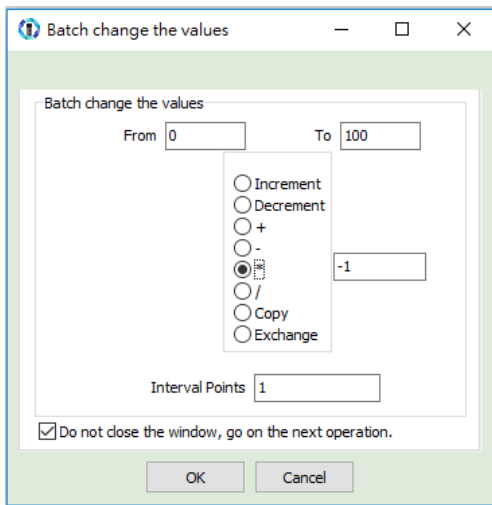 Batch change the values
Batch change the values
From 0 To 100
Increment
Decrement
+
-
* -1
/
Copy
Exchange
Interval Points 1
Do not close the window, go on the next operation.
OK Cancel